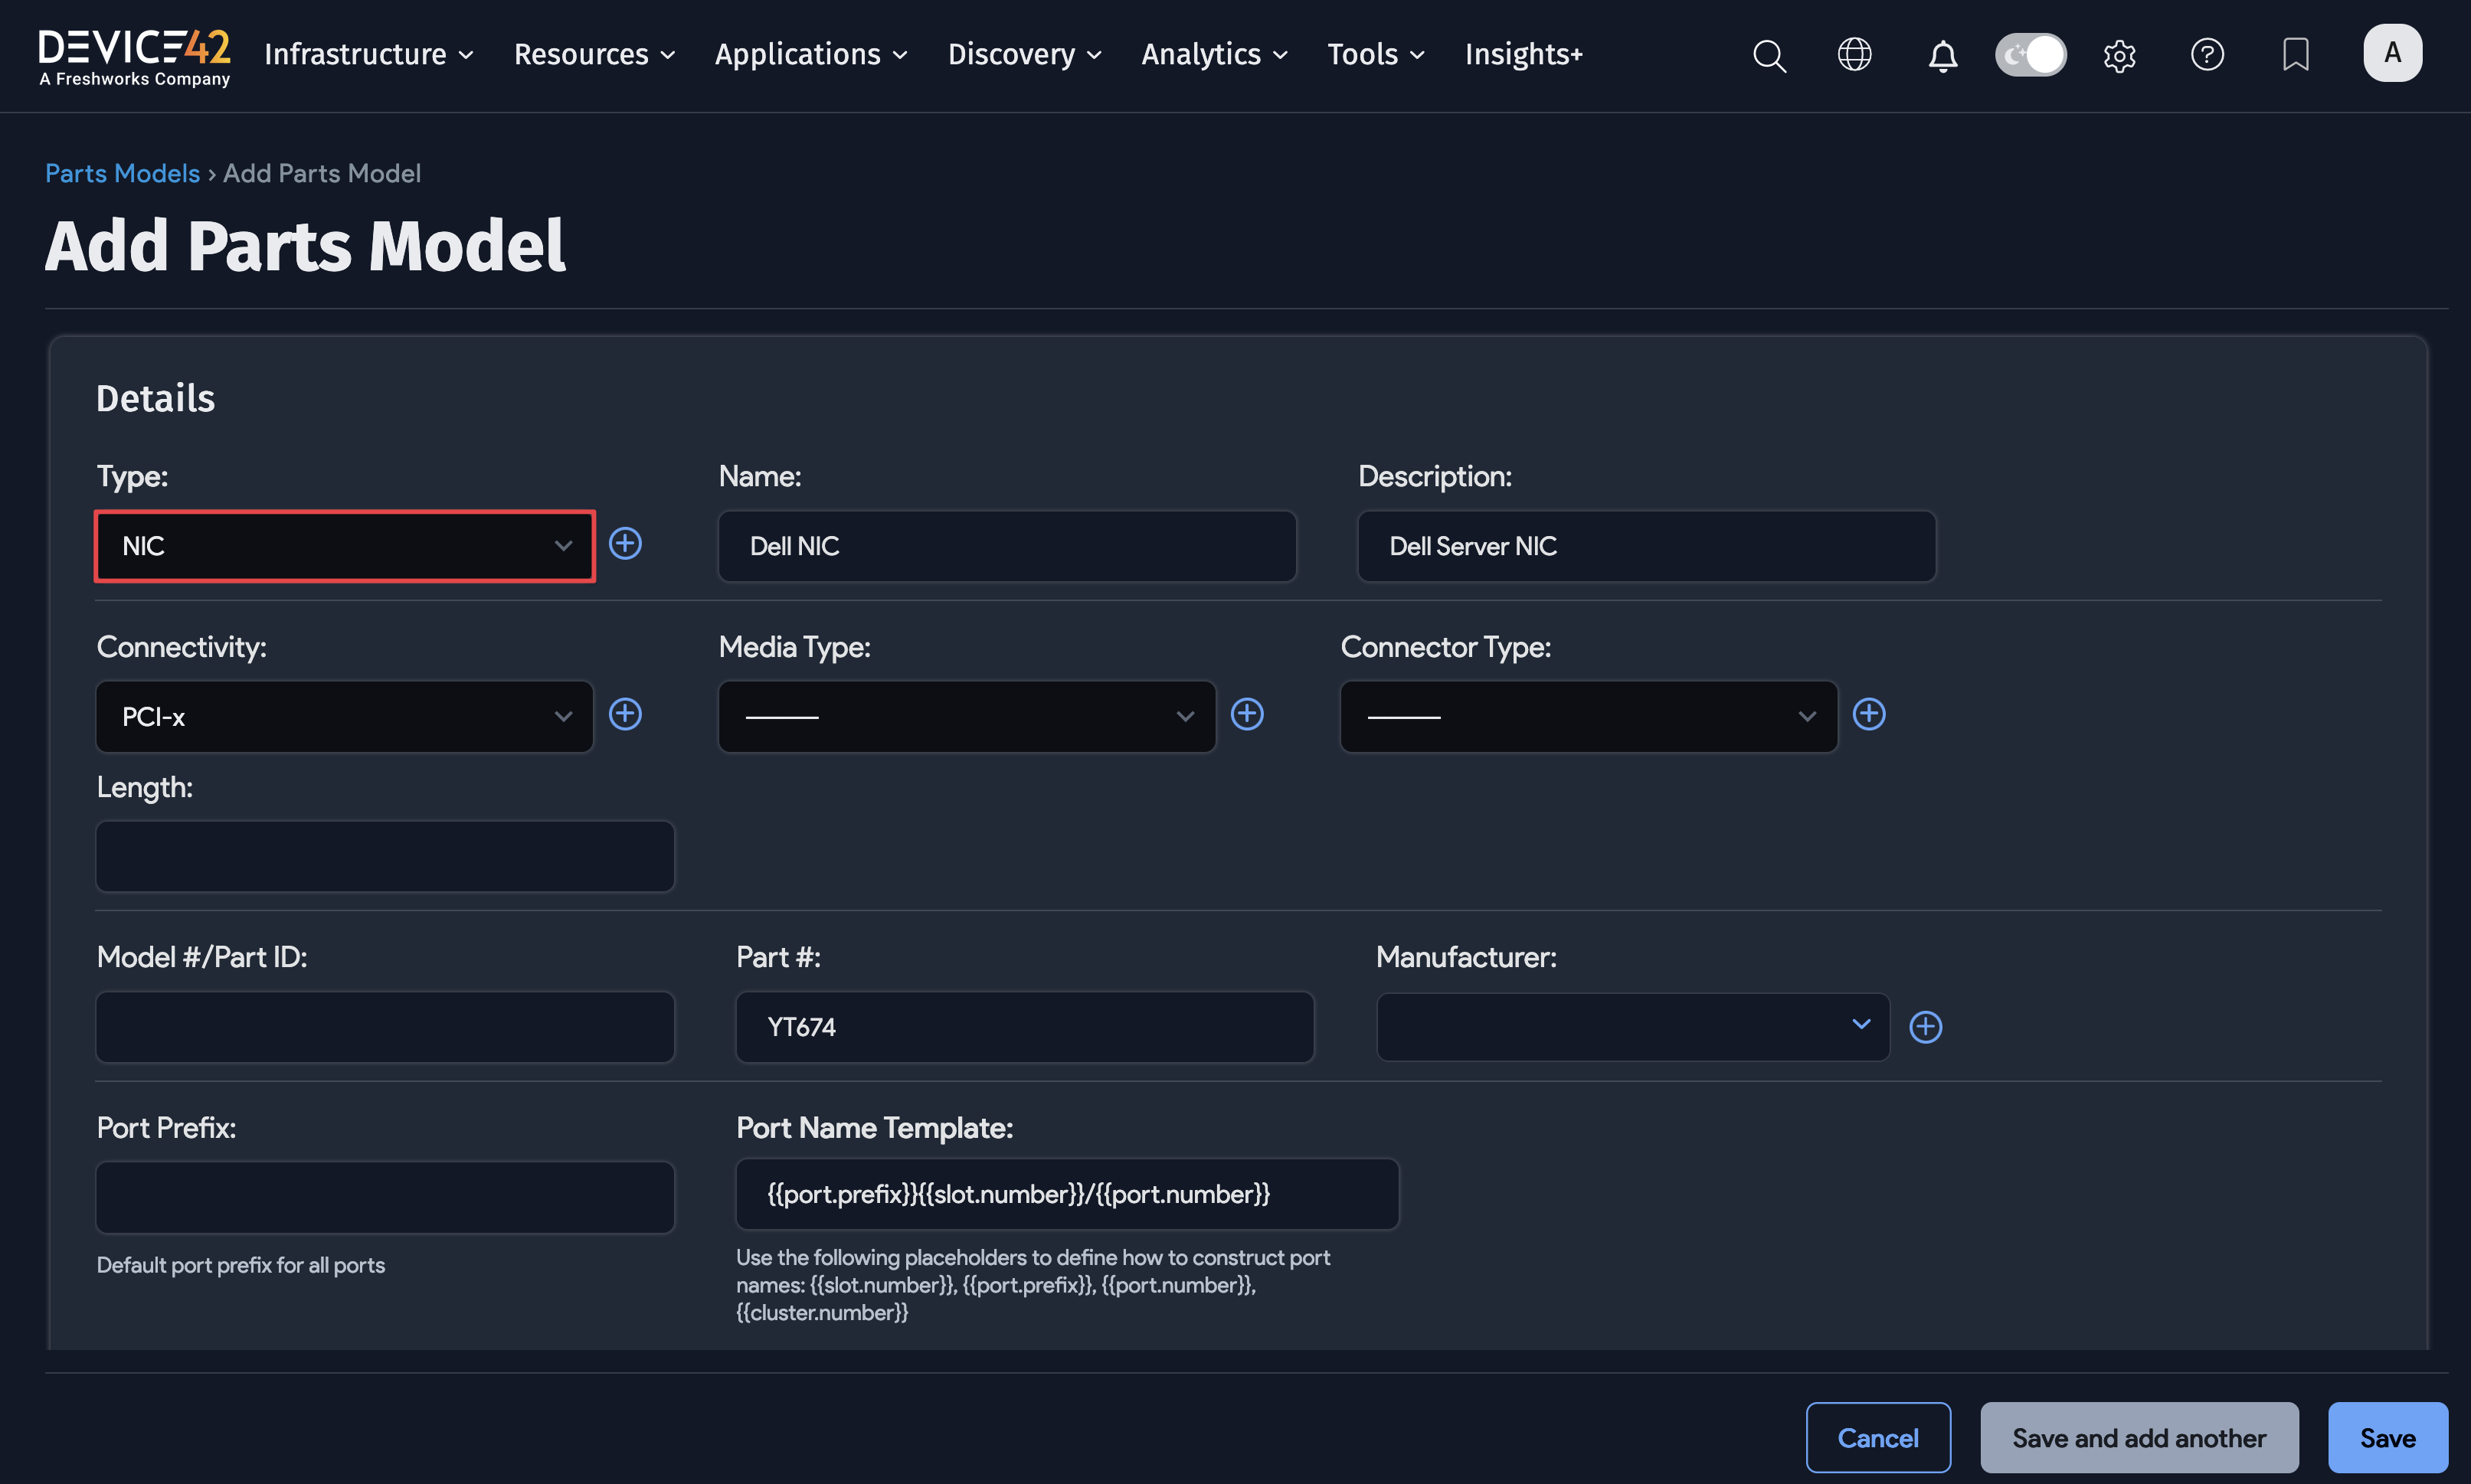 DEVICE42
A Freshworks Company
Infrastructure Resources Applications Discovery Analytics Tools Insights+
A
Parts Models › Add Parts Model
Add Parts Model
Details
Type: Name: Description:
NIC Dell NIC Dell Server NIC
Connectivity: Media Type: Connector Type:
PCI-x
Length:
Model #/Part ID: Part #: Manufacturer:
YT674
Port Prefix: Port Name Template:
{{port.prefix}}{{slot.number}}/{{port.number}}
Default port prefix for all ports
Use the following placeholders to define how to construct port
names: {{slot.number}}, {{port.prefix}}, {{port.number}},
{{cluster.number}}
Cancel Save and add another Save